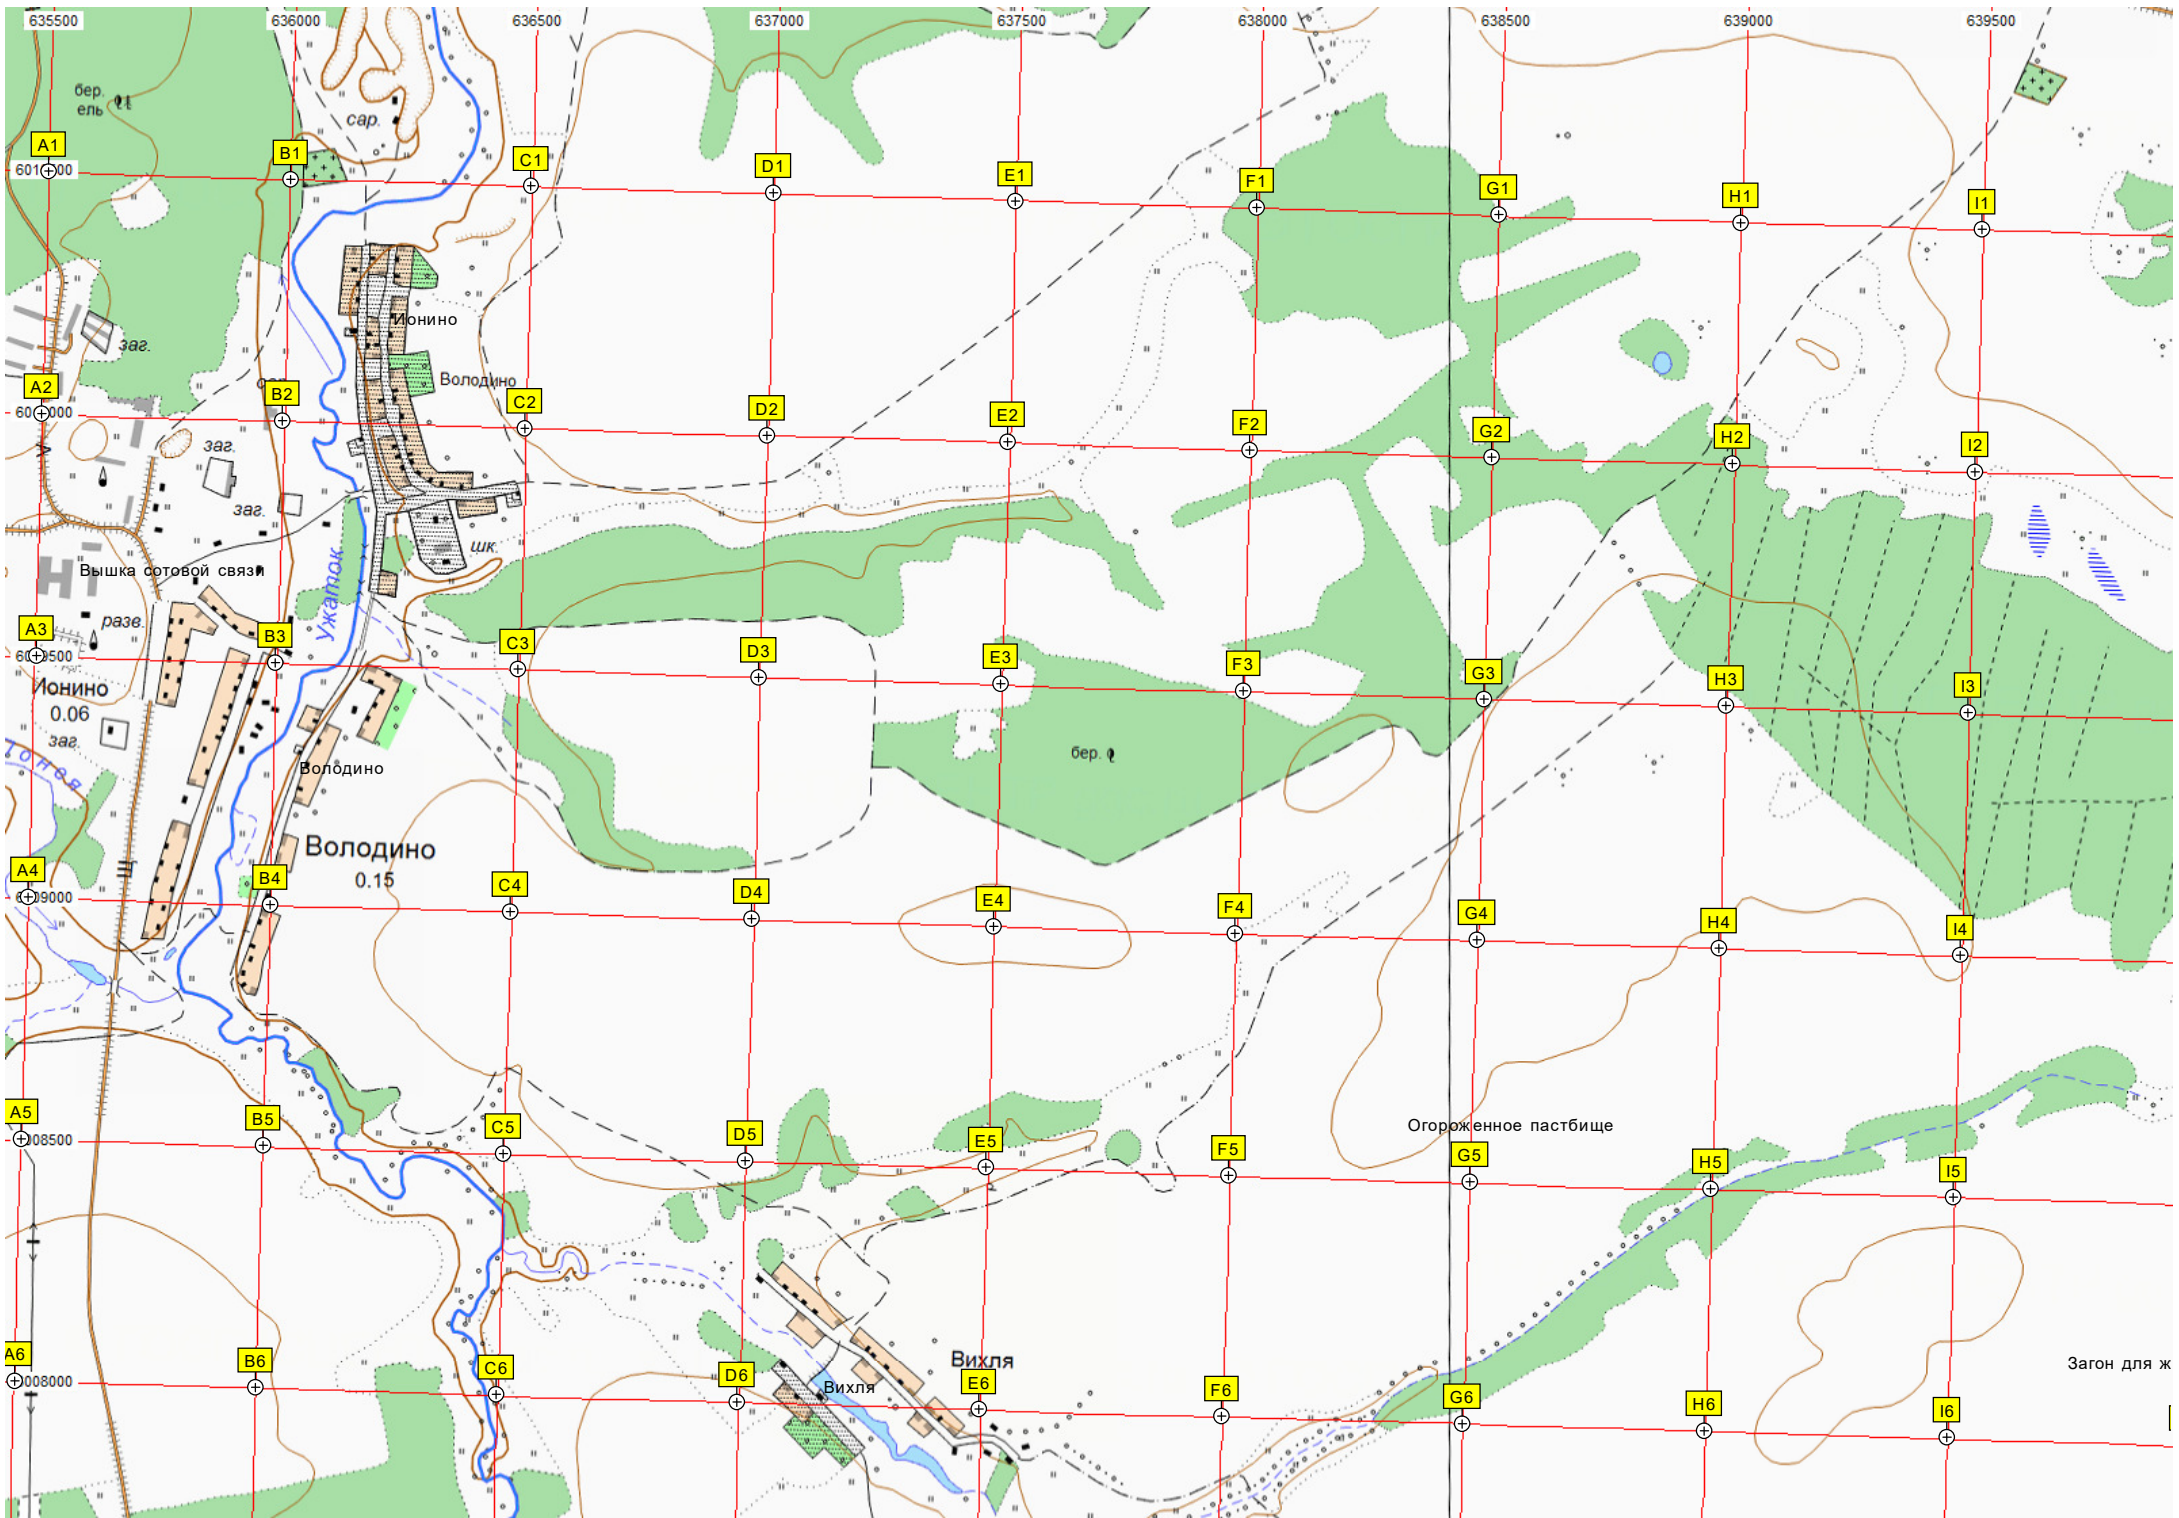 635500 636000 636500 637000 637500 638000 638500 639000 639500
бер.
ель
сар.
A1 B1 C1 D1 E1 F1 G1 H1 I1
Ионино
заг.
Володино
A2 B2 C2 D2 E2 F2 G2 H2 I2
заг.
заг.
шк.
Вышка сотовой связи
Ужаток
разв.
A3 B3 C3 D3 E3 F3 G3 H3 I3
Ионино
0.06
заг.
бер.
Володино
Володино
0.15
A4 B4 C4 D4 E4 F4 G4 H4 I4
Огороженное пастбище
A5 B5 C5 D5 E5 F5 G5 H5 I5
008500
Вихля
Загон для ж
A6 B6 C6 D6 E6 F6 G6 H6 I6
008000
Вихля